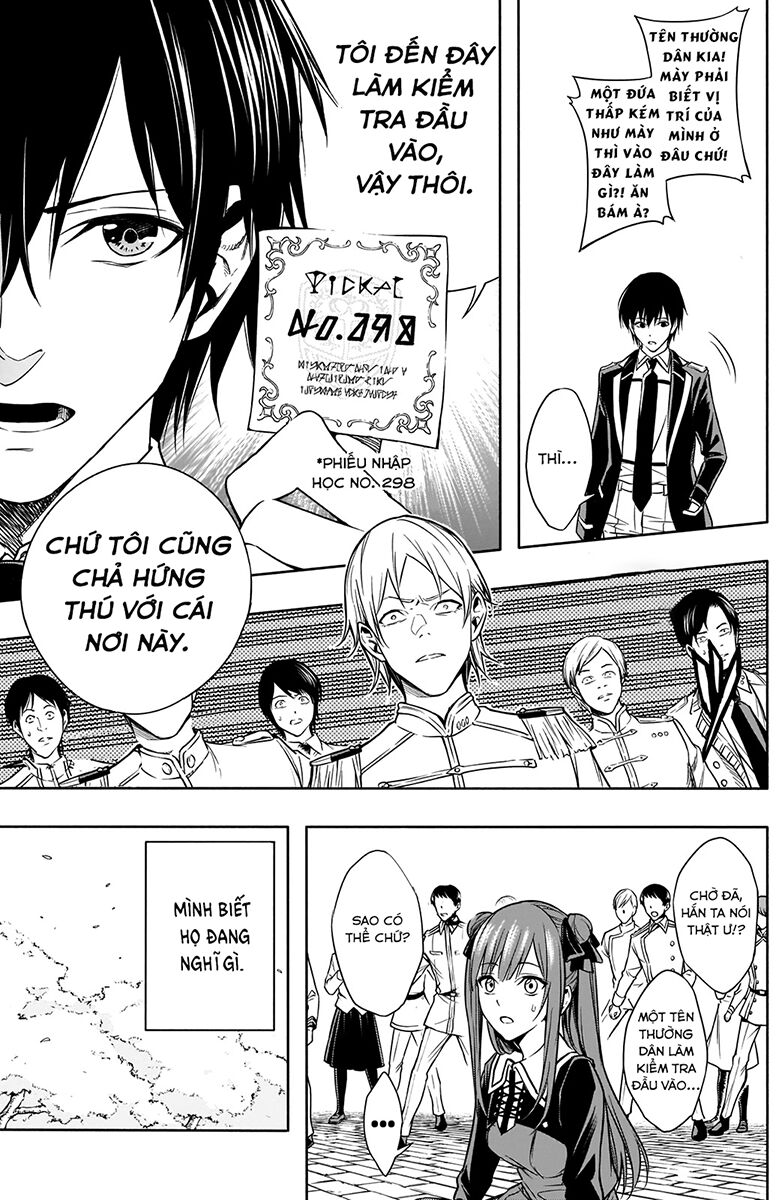 TÊN THƯỜNG
DÂN KIA!
MÀY PHẢI
BIẾT VỊ
TRÍ CỦA
MÌNH Ở
ĐÂU CHỨ!
MỘT ĐỨA
THẤP KÉM
NHƯ MÀY
THÌ VÀO
ĐÂY LÀM
GÌ?! ĂN
BÁM À?
THÌ...
TÔI ĐẾN ĐÂY
LÀM KIỂM
TRA ĐẦU
VÀO,
VẬY THÔI.
No.298
*PHIẾU NHẬP
HỌC NO. 298
CHỨ TÔI CŨNG
CHẢ HỨNG
THÚ VỚI CÁI
NƠI NÀY.
CHỜ ĐÃ,
HẮN TA NÓI
THẬT Ư!?
MỘT TÊN
THƯỜNG
DÂN LÀM
KIỂM TRA
ĐẦU VÀO...
SAO CÓ
THỂ CHỨ?
...
MÌNH BIẾT
HỌ ĐANG
NGHĨ GÌ.